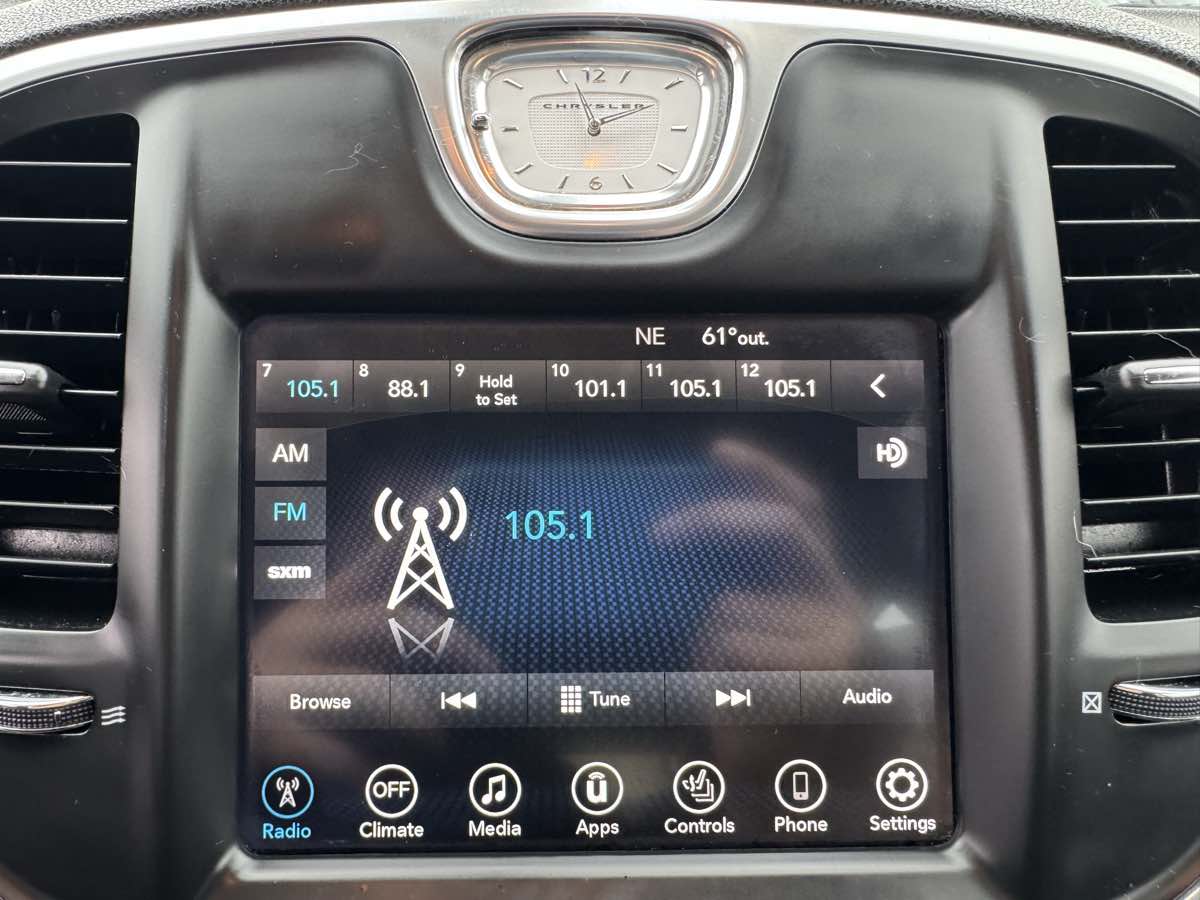 12
CHRYSLER
6
NE 61°out.
7 105.1 8 88.1 9 Hold to Set 10 101.1 11 105.1 12 105.1
AM
HD
FM
105.1
sxm
Browse Tune Audio
OFF
Radio Climate Media Apps Controls Phone Settings